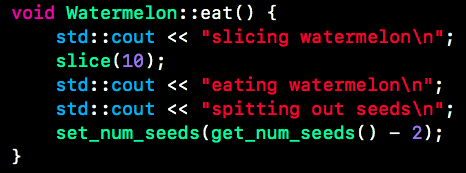 void Watermelon::eat() {
    std::cout << "slicing watermelon\n";
    slice(10);
    std::cout << "eating watermelon\n";
    std::cout << "spitting out seeds\n";
    set_num_seeds(get_num_seeds() - 2);
}